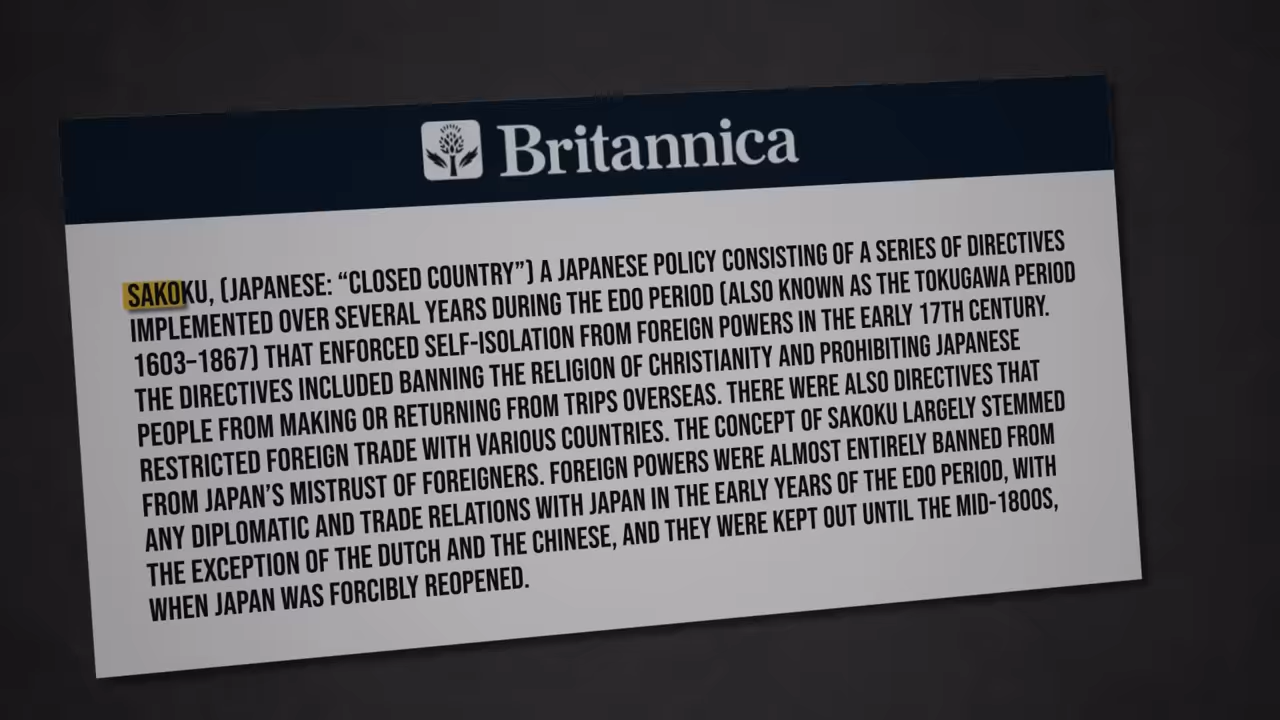 Britannica
SAKOKU, (JAPANESE: “CLOSED COUNTRY”) A JAPANESE POLICY CONSISTING OF A SERIES OF DIRECTIVES
IMPLEMENTED OVER SEVERAL YEARS DURING THE EDO PERIOD (ALSO KNOWN AS THE TOKUGAWA PERIOD
1603–1867) THAT ENFORCED SELF-ISOLATION FROM FOREIGN POWERS IN THE EARLY 17TH CENTURY.
THE DIRECTIVES INCLUDED BANNING THE RELIGION OF CHRISTIANITY AND PROHIBITING JAPANESE
PEOPLE FROM MAKING OR RETURNING FROM TRIPS OVERSEAS. THERE WERE ALSO DIRECTIVES THAT
RESTRICTED FOREIGN TRADE WITH VARIOUS COUNTRIES. THE CONCEPT OF SAKOKU LARGELY STEMMED
FROM JAPAN’S MISTRUST OF FOREIGNERS. FOREIGN POWERS WERE ALMOST ENTIRELY BANNED FROM
ANY DIPLOMATIC AND TRADE RELATIONS WITH JAPAN IN THE EARLY YEARS OF THE EDO PERIOD, WITH
THE EXCEPTION OF THE DUTCH AND THE CHINESE, AND THEY WERE KEPT OUT UNTIL THE MID-1800S,
WHEN JAPAN WAS FORCIBLY REOPENED.